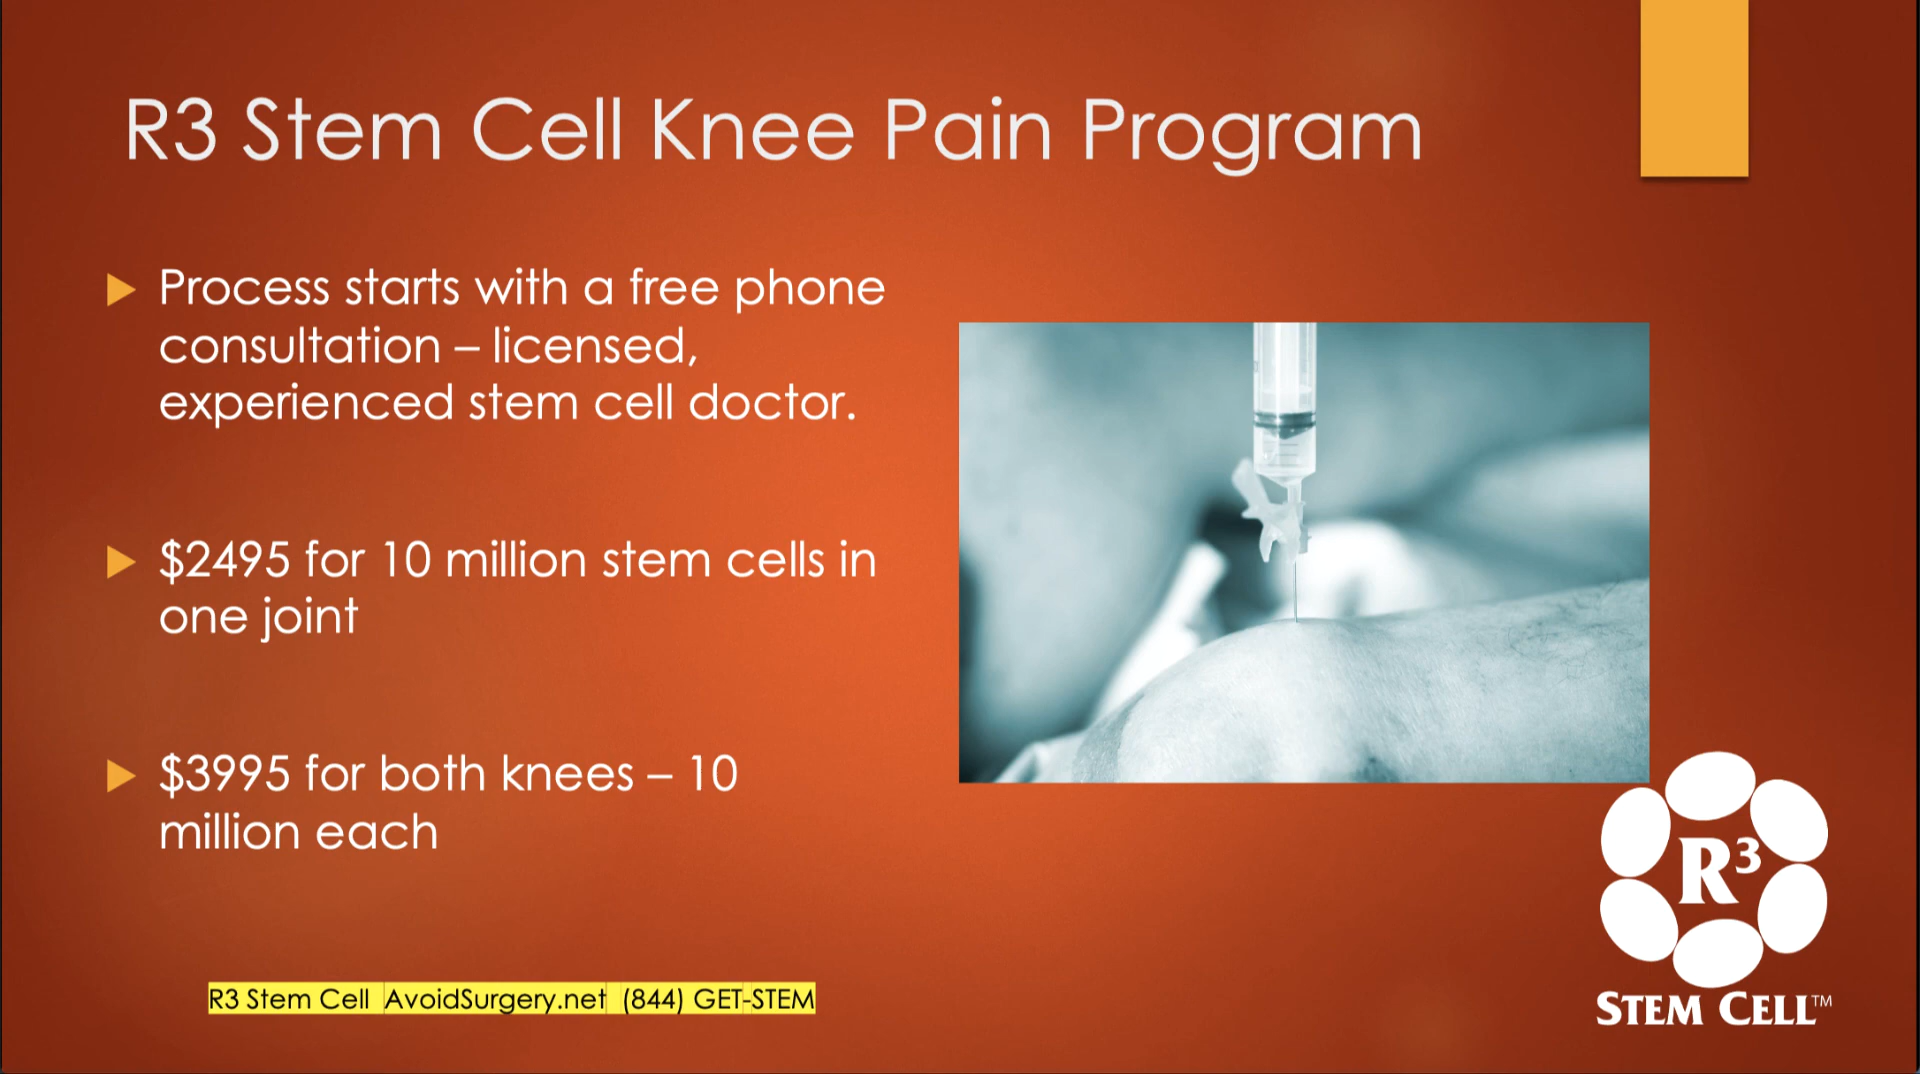 R3 Stem Cell Knee Pain Program
Process starts with a free phone
consultation – licensed,
experienced stem cell doctor.
$2495 for 10 million stem cells in
one joint
$3995 for both knees – 10
million each
R3 Stem Cell AvoidSurgery.net (844) GET-STEM
R³
STEM CELL™